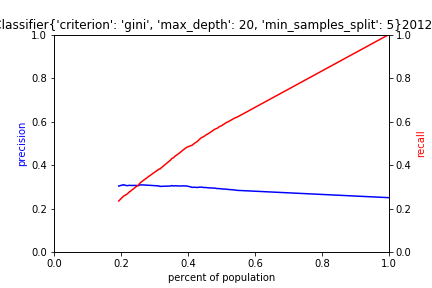 Classifier{'criterion': 'gini', 'max_depth': 20, 'min_samples_split': 5}2012
1.0 1.0
0.8 0.8
0.6 0.6
precision recall
0.4 0.4
0.2 0.2
0.0 0.0
0.0 0.2 0.4 0.6 0.8 1.0
percent of population